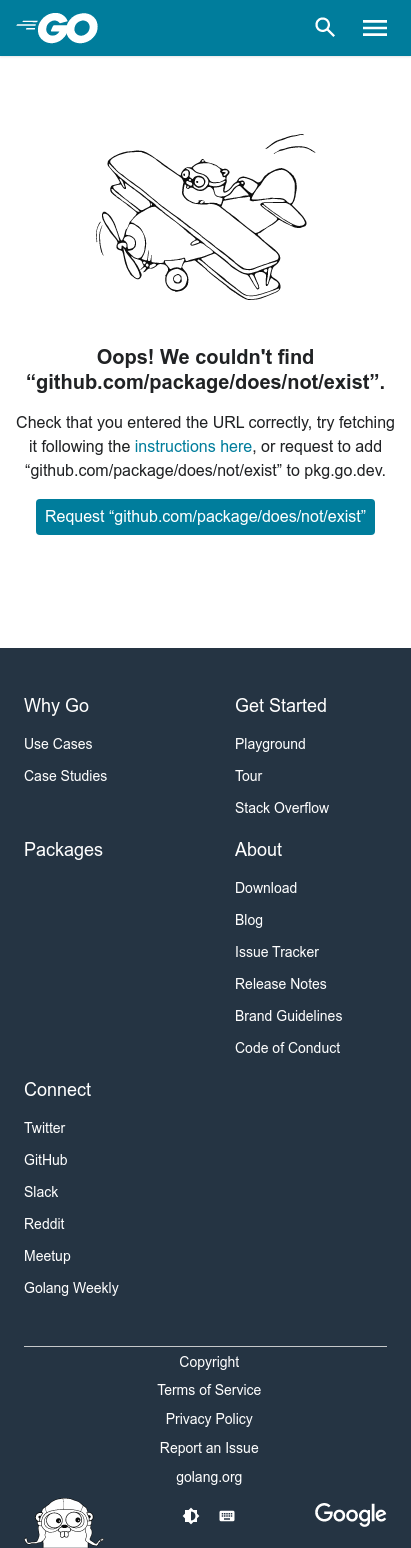 GO
Oops! We couldn't find
“github.com/package/does/not/exist”.
Check that you entered the URL correctly, try fetching
it following the instructions here, or request to add
“github.com/package/does/not/exist” to pkg.go.dev.
Request “github.com/package/does/not/exist”
Why Go
Use Cases
Case Studies
Get Started
Playground
Tour
Stack Overflow
Packages
About
Download
Blog
Issue Tracker
Release Notes
Brand Guidelines
Code of Conduct
Connect
Twitter
GitHub
Slack
Reddit
Meetup
Golang Weekly
Copyright
Terms of Service
Privacy Policy
Report an Issue
golang.org
Google